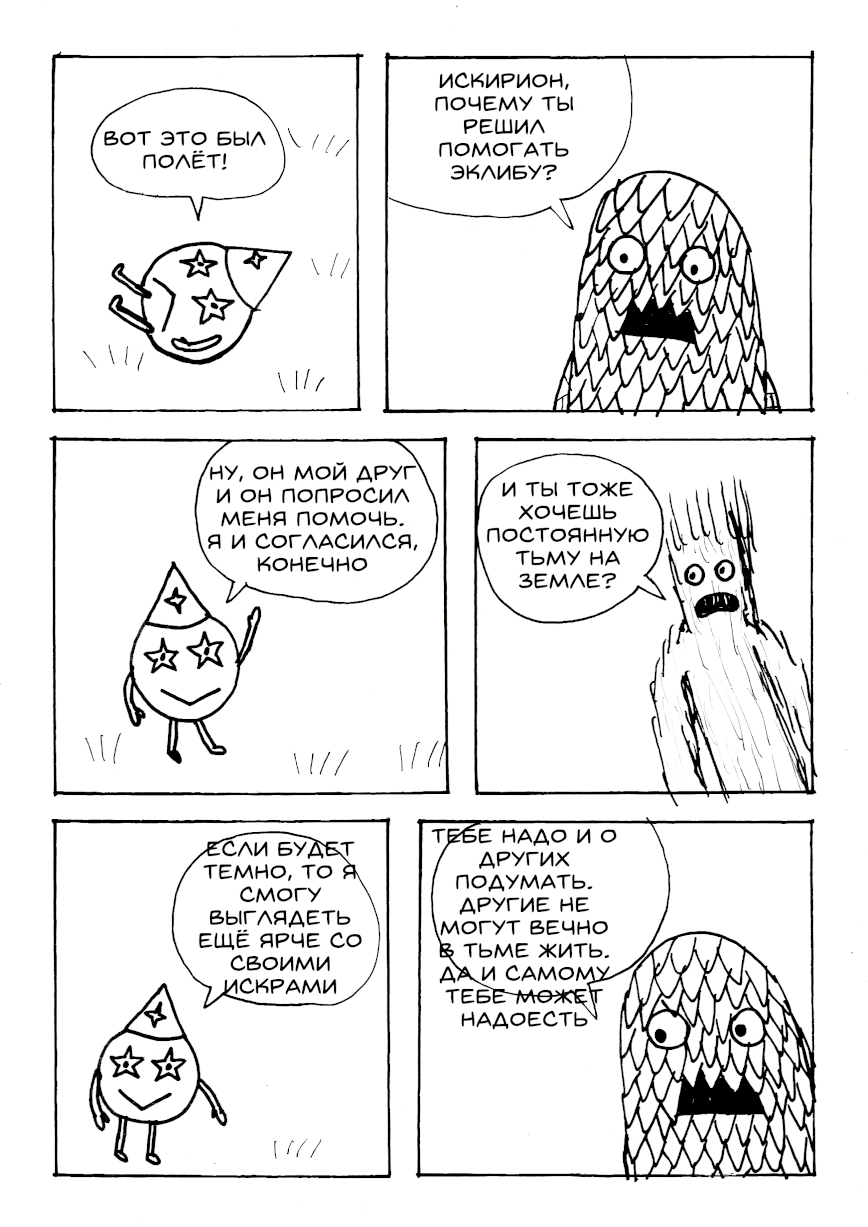 ВОТ ЭТО БЫЛ
ПОЛЁТ!
ИСКИРИОН,
ПОЧЕМУ ТЫ
РЕШИЛ
ПОМОГАТЬ
ЭКЛИБУ?
НУ, ОН МОЙ ДРУГ
И ОН ПОПРОСИЛ
МЕНЯ ПОМОЧЬ.
Я И СОГЛАСИЛСЯ,
КОНЕЧНО
И ТЫ ТОЖЕ
ХОЧЕШЬ
ПОСТОЯННУЮ
ТЬМУ НА
ЗЕМЛЕ?
ЕСЛИ БУДЕТ
ТЕМНО, ТО Я
СМОГУ
ВЫГЛЯДЕТЬ
ЕЩЁ ЯРЧЕ СО
СВОИМИ
ИСКРАМИ
ТЕБЕ НАДО И О
ДРУГИХ
ПОДУМАТЬ.
ДРУГИЕ НЕ
МОГУТ ВЕЧНО
В ТЬМЕ ЖИТЬ.
ДА И САМОМУ
ТЕБЕ МОЖЕТ
НАДОЕСТЬ